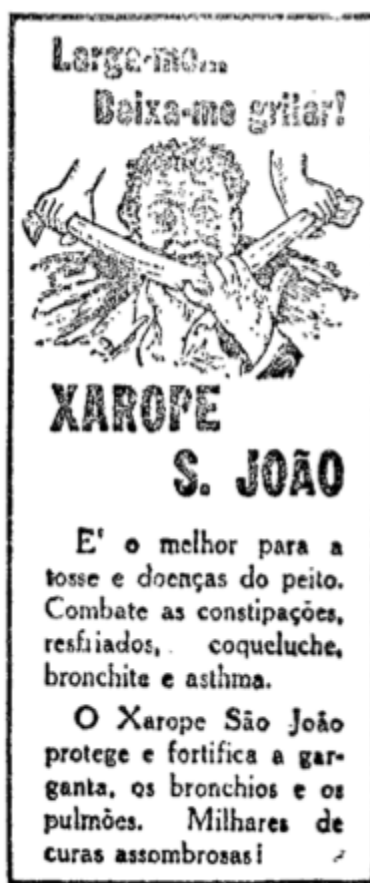 Larga-me...
Deixa-me gritar!
XAROPE
S. JOÃO
E' o melhor para a
tosse e doenças do peito.
Combate as constipações,
resfriados, coqueluche,
bronchite e asthma.
O Xarope São João
protege e fortifica a gar-
ganta, os bronchios e os
pulmões. Milhares de
curas assombrosas!